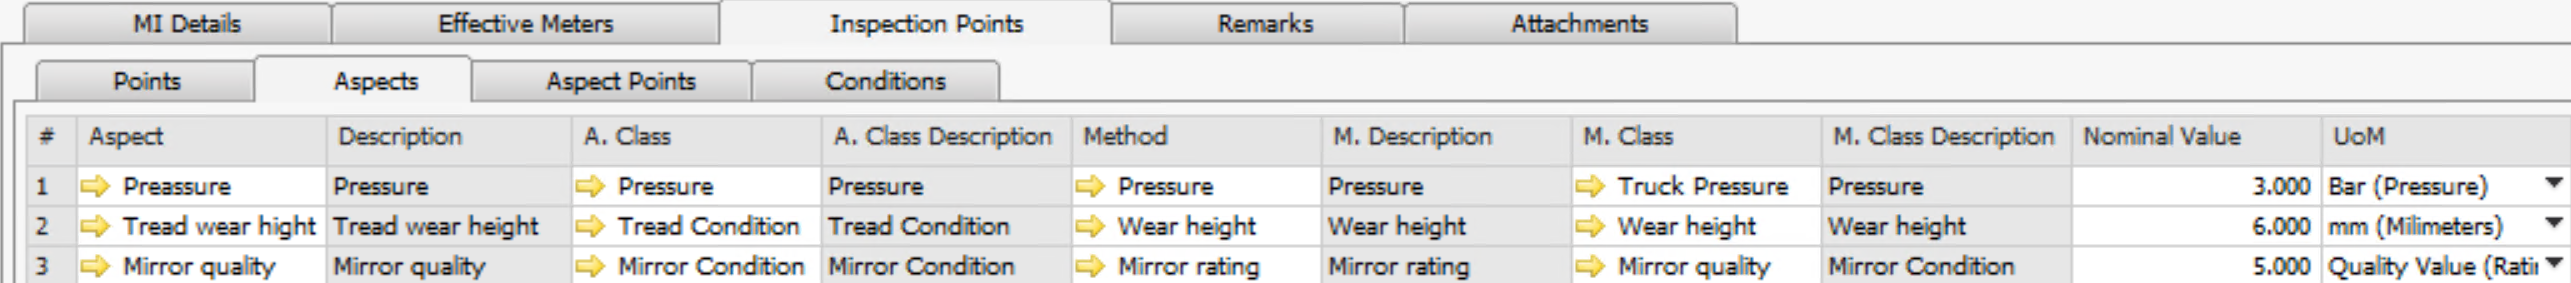 MI Details Effective Meters Inspection Points Remarks Attachments
Points Aspects Aspect Points Conditions
# Aspect Description A. Class A. Class Description Method M. Description M. Class M. Class Description Nominal Value UoM
1 Preassure Pressure Pressure Pressure Pressure Pressure Truck Pressure Pressure 3.000 Bar (Pressure)
2 Tread wear hight Tread wear height Tread Condition Tread Condition Wear height Wear height Wear height Wear height 6.000 mm (Milimeters)
3 Mirror quality Mirror quality Mirror Condition Mirror Condition Mirror rating Mirror rating Mirror quality Mirror Condition 5.000 Quality Value